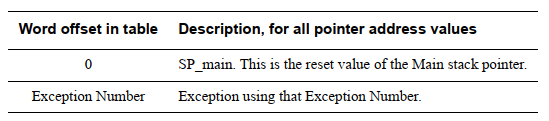 Word offset in table Description, for all pointer address values
0 SP_main. This is the reset value of the Main stack pointer.
Exception Number Exception using that Exception Number.